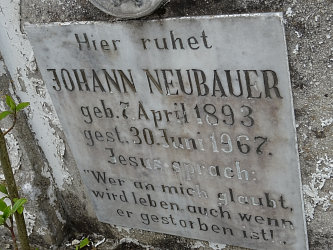 Hier ruhet
JOHANN NEUBAUER
geb. 7. April 1893
gest. 30. Juni 1967.
Jesus sprach:
"Wer an mich glaubt,
wird leben auch wenn
er gestorben ist!